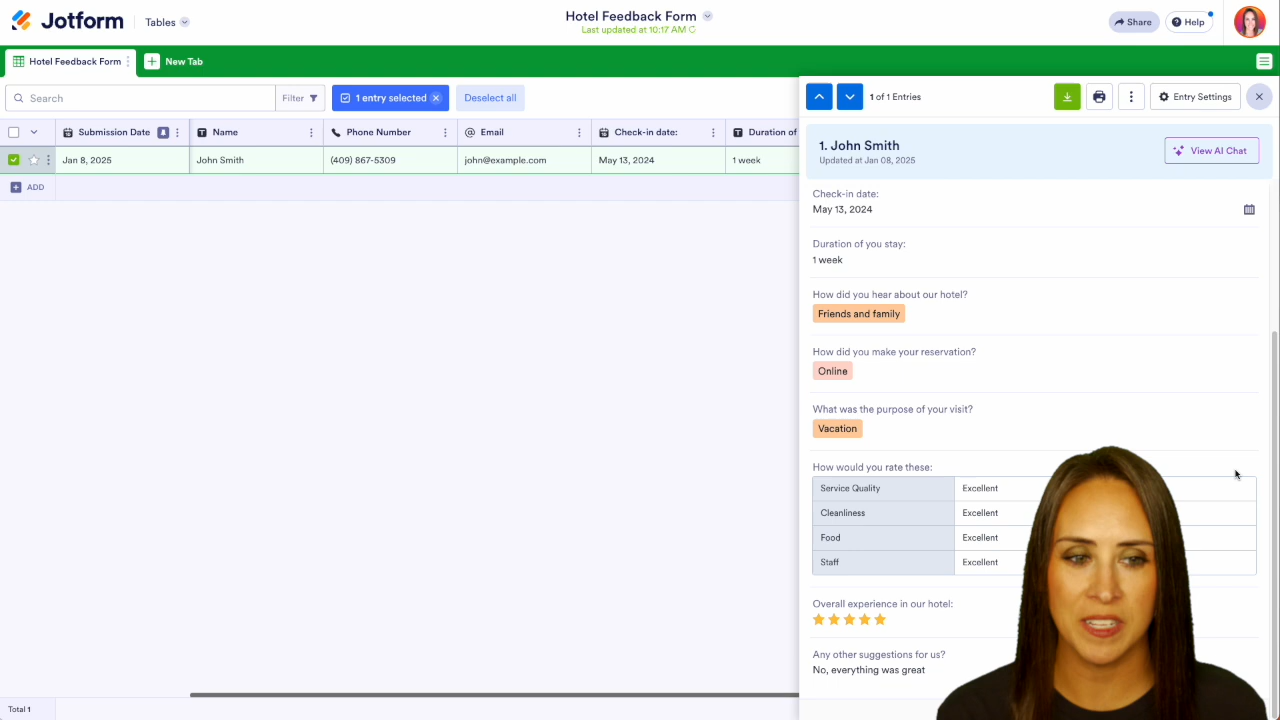 Jotform
Tables
Hotel Feedback Form
Last updated at 10:17 AM
Share
Help
Hotel Feedback Form
New Tab
Search
Filter
1 entry selected
Deselect all
1 of 1 Entries
Entry Settings
Submission Date
Name
Phone Number
Email
Check-in date:
Duration of
Jan 8, 2025
John Smith
(409) 867-5309
john@example.com
May 13, 2024
1 week
ADD
1. John Smith
Updated at Jan 08, 2025
View AI Chat
Check-in date:
May 13, 2024
Duration of you stay:
1 week
How did you hear about our hotel?
Friends and family
How did you make your reservation?
Online
What was the purpose of your visit?
Vacation
How would you rate these:
Service Quality Excellent
Cleanliness Excellent
Food Excellent
Staff Excellent
Overall experience in our hotel:
Any other suggestions for us?
No, everything was great
Total 1